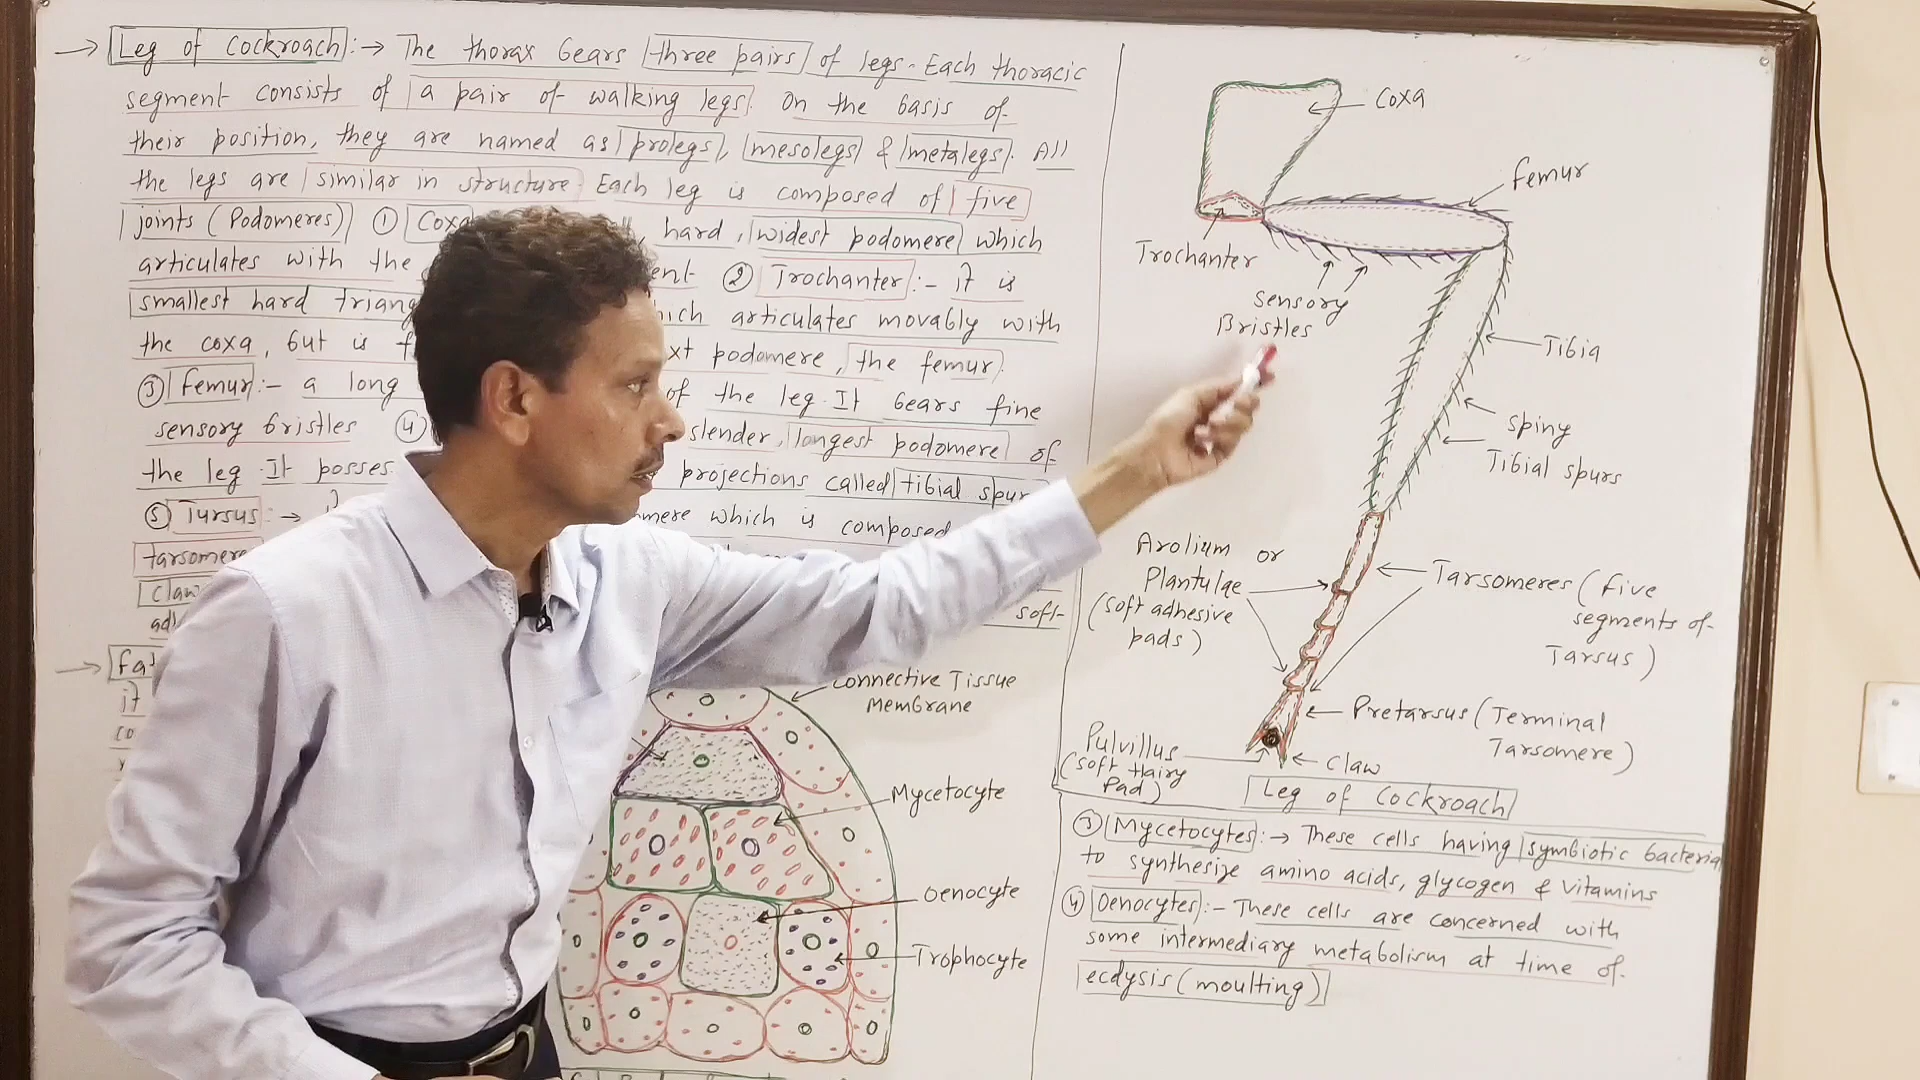 → Leg of Cockroach :→ The thorax bears three pairs of legs. Each thoracic
segment consists of a pair of walking legs. On the basis of
their position, they are named as prolegs, mesolegs & metalegs. All
the legs are similar in structure. Each leg is composed of five
joints (Podomeres) ① Coxa hard, widest podomere which
articulates with the ② Trochanter :- it is
smallest hard articulates movably with
the coxa, but is podomere, the femur.
③ Femur :- a long of the leg. It bears fine
sensory bristles ④ slender, longest podomere of
the leg. It projections called tibial
⑤ Tursus :→ which is composed
tarsomere
claw
soft-
→
it
Coxa
Femur
Trochanter
Sensory
Bristles
Tibia
Spiny
Tibial spurs
Arolium or
Plantulae
(soft adhesive
pads)
Tarsomeres (five
segments of
Tarsus)
Pretarsus (Terminal
Tarsomere)
Pulvillus
(soft Hairy
Pad)
Claw
Leg of Cockroach
Connective Tissue
Membrane
Mycetocyte
Oenocyte
Trophocyte
③ Mycetocytes :→ These cells having symbiotic bacteria
to synthesize amino acids, glycogen & vitamins
④ Oenocytes :- These cells are concerned with
some intermediary metabolism at time of
ecdysis (moulting)